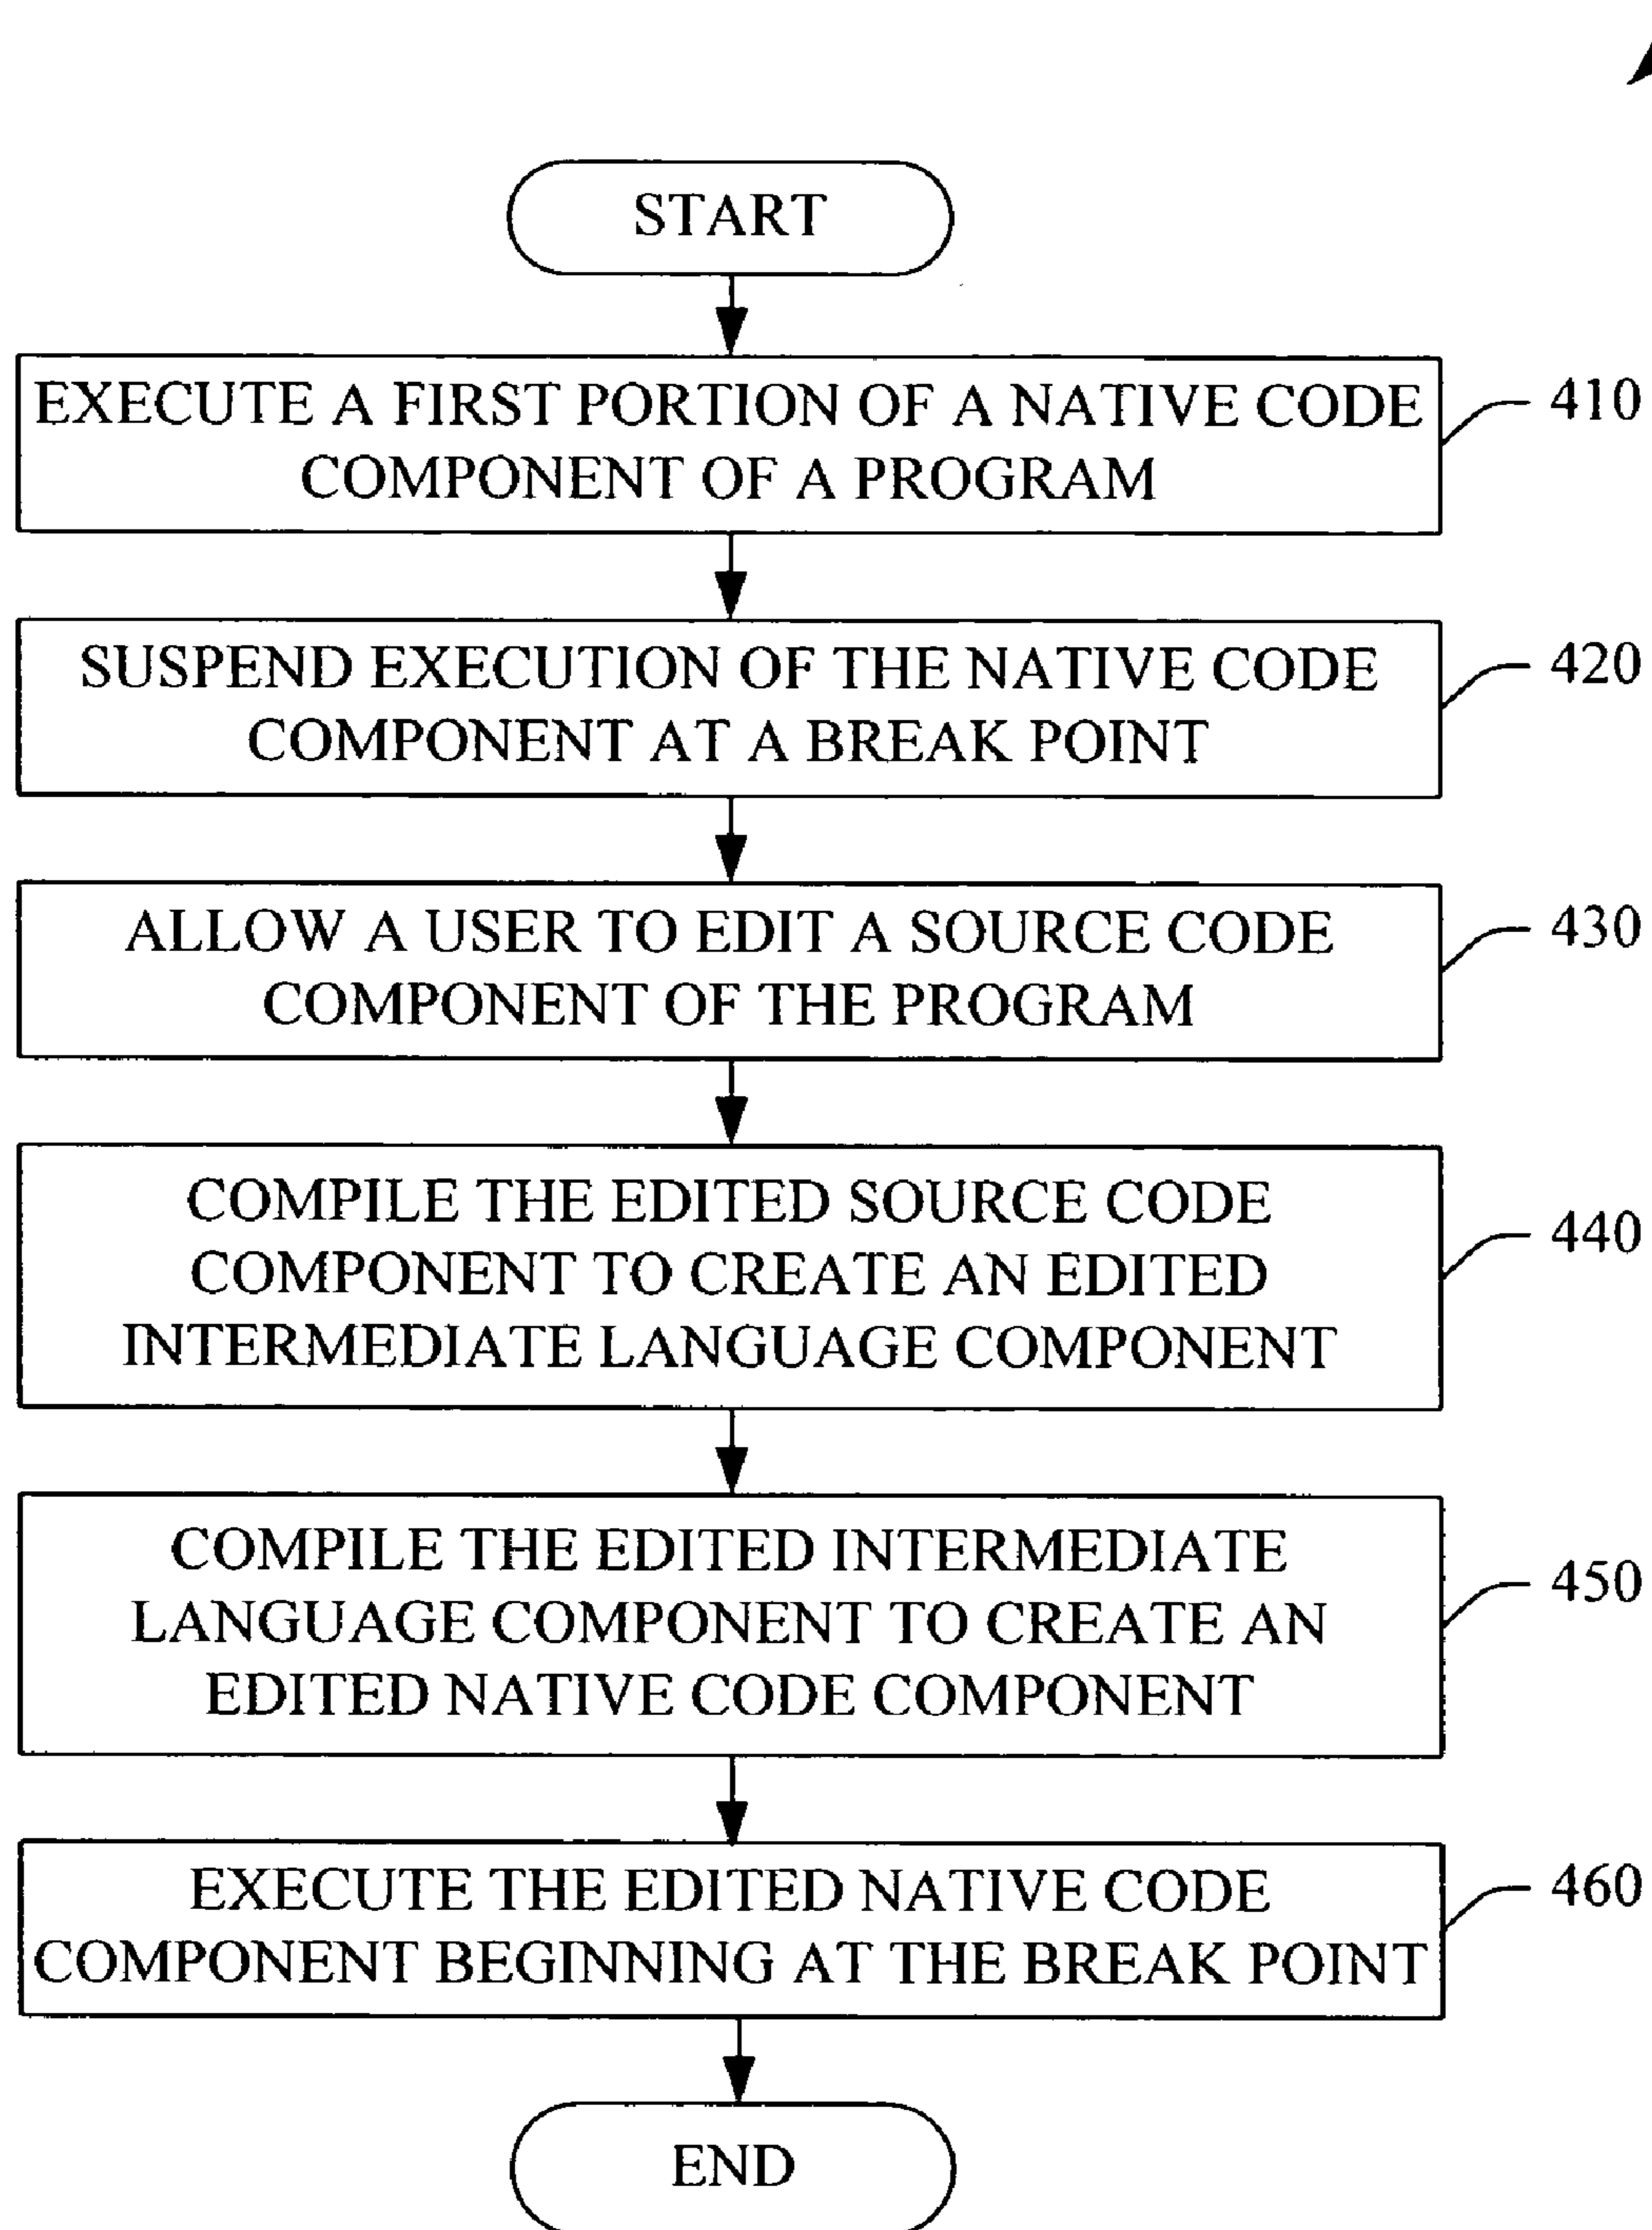 START
EXECUTE A FIRST PORTION OF A NATIVE CODE
COMPONENT OF A PROGRAM
410
SUSPEND EXECUTION OF THE NATIVE CODE
COMPONENT AT A BREAK POINT
420
ALLOW A USER TO EDIT A SOURCE CODE
COMPONENT OF THE PROGRAM
430
COMPILE THE EDITED SOURCE CODE
COMPONENT TO CREATE AN EDITED
INTERMEDIATE LANGUAGE COMPONENT
440
COMPILE THE EDITED INTERMEDIATE
LANGUAGE COMPONENT TO CREATE AN
EDITED NATIVE CODE COMPONENT
450
EXECUTE THE EDITED NATIVE CODE
COMPONENT BEGINNING AT THE BREAK POINT
460
END